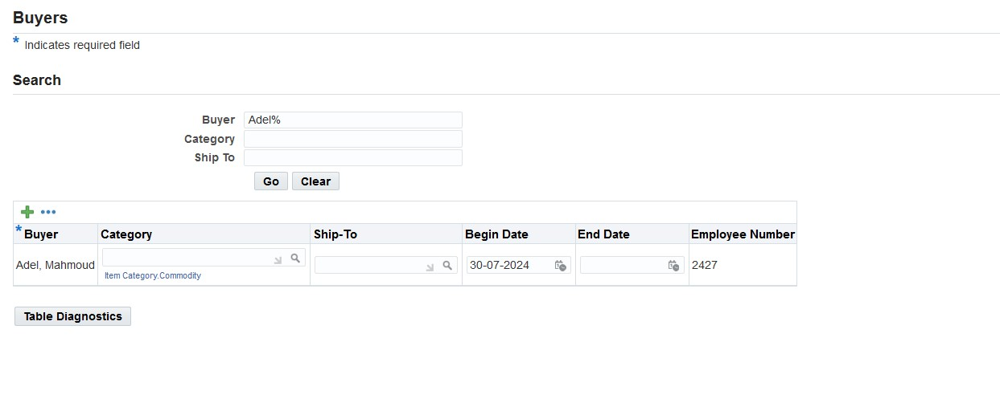 Buyers
* Indicates required field
Search
Buyer Adel%
Category
Ship To
Go Clear
* Buyer Category Ship-To Begin Date End Date Employee Number
Adel, Mahmoud 30-07-2024 2427
Item Category.Commodity
Table Diagnostics